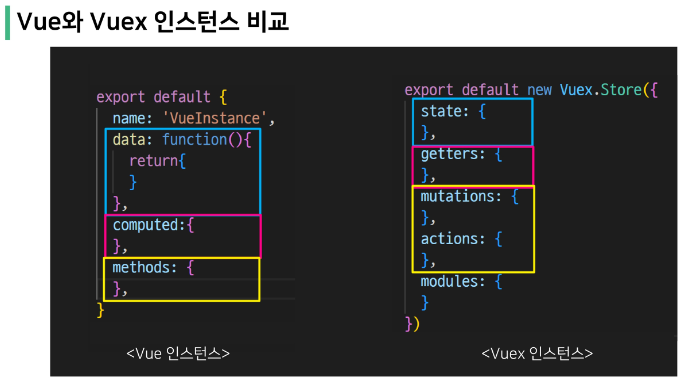 Vue와 Vuex 인스턴스 비교
export default {
name: 'VueInstance',
data: function(){
return{
}
},
computed:{
},
methods: {
},
}
<Vue 인스턴스>
export default new Vuex.Store({
state: {
},
getters: {
},
mutations: {
},
actions: {
},
modules: {
}
})
<Vuex 인스턴스>